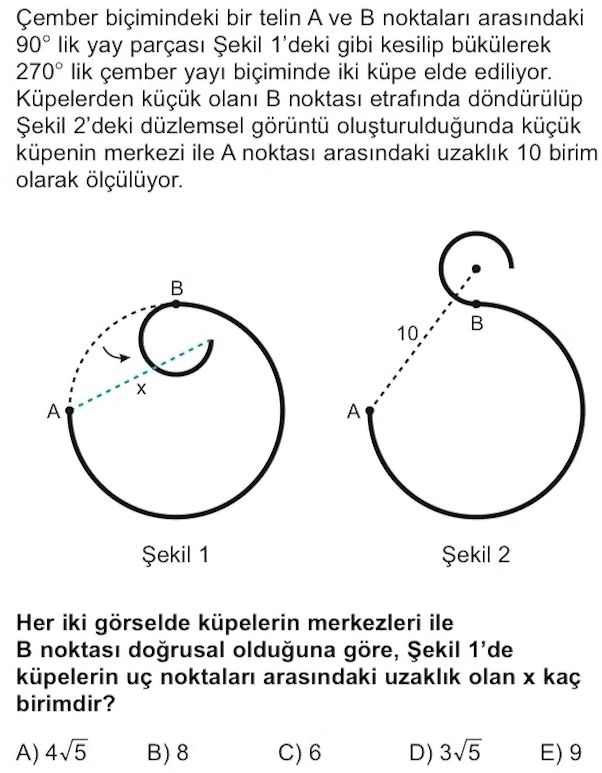 Çember biçimindeki bir telin A ve B noktaları arasındaki
90° lik yay parçası Şekil 1'deki gibi kesilip bükülerek
270° lik çember yayı biçiminde iki küpe elde ediliyor.
Küpelerden küçük olanı B noktası etrafında döndürülüp
Şekil 2'deki düzlemsel görüntü oluşturulduğunda küçük
küpenin merkezi ile A noktası arasındaki uzaklık 10 birim
olarak ölçülüyor.
B
A
x
Şekil 1
10
B
A
Şekil 2
Her iki görselde küpelerin merkezleri ile
B noktası doğrusal olduğuna göre, Şekil 1'de
küpelerin uç noktaları arasındaki uzaklık olan x kaç
birimdir?
A) 4√5 B) 8 C) 6 D) 3√5 E) 9